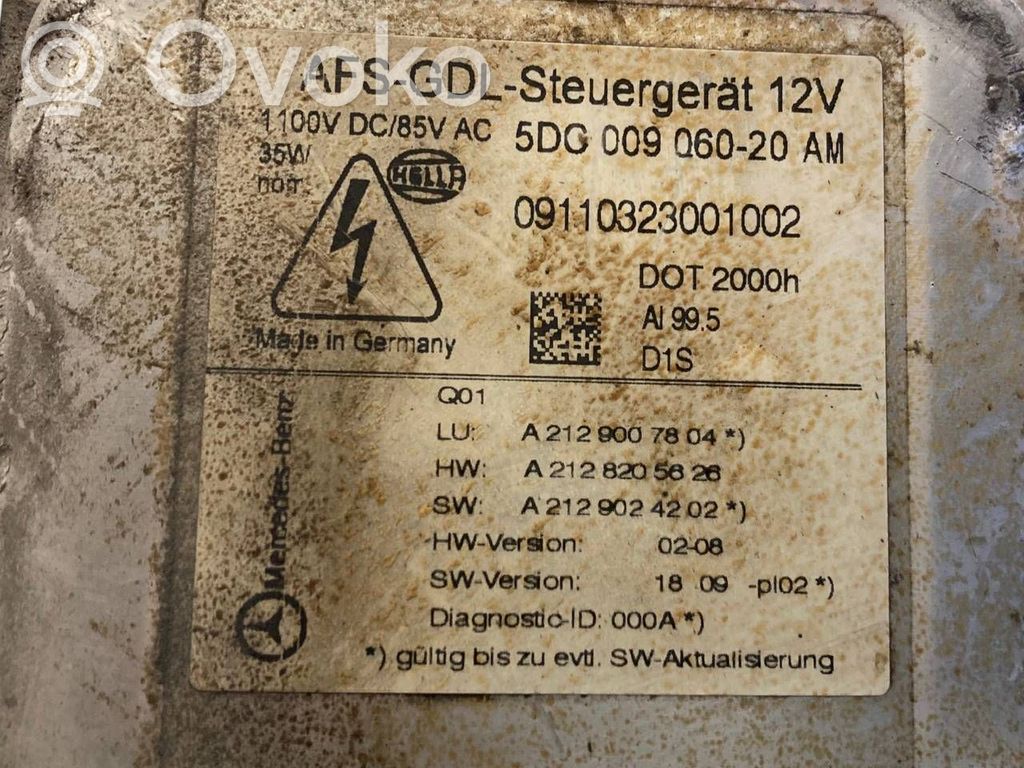 Ovoko
AFS-GDL-Steuergerät 12V
1100V DC/85V AC
35W
nom
HELLA
5DG 009 060-20 AM
09110323001002
DOT 2000h
AI 99.5
D1S
Made in Germany
Mercedes-Benz
Q01
LU: A 212 900 78 04 *)
HW: A 212 820 56 26
SW: A 212 902 42 02 *)
HW-Version: 02-08
SW-Version: 18 09 -pl02 *)
Diagnostic-ID: 000A *)
*) gültig bis zu evtl. SW-Aktualisierung